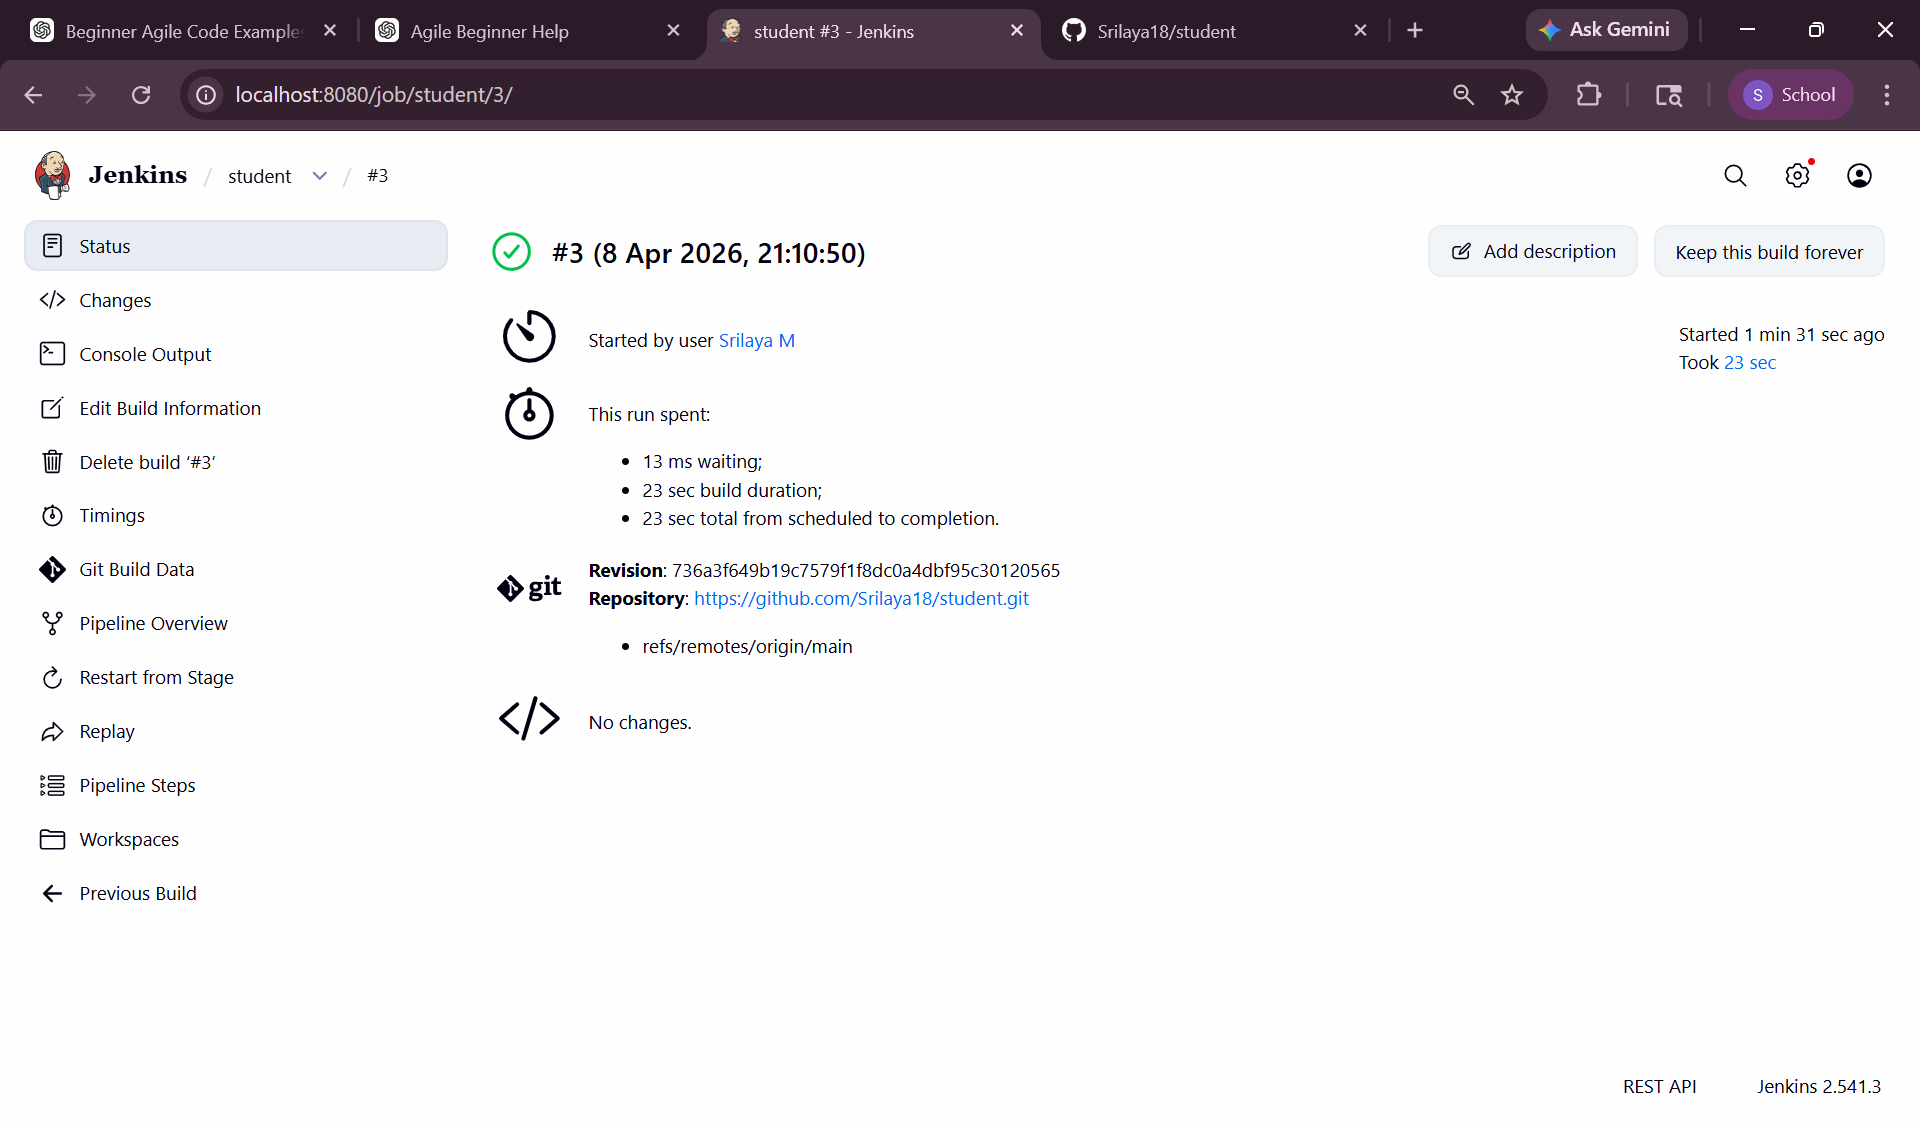 Beginner Agile Code Examples
Agile Beginner Help
student #3 - Jenkins
Srilaya18/student
Ask Gemini
localhost:8080/job/student/3/
S School
Jenkins / student / #3
Status
Changes
Console Output
Edit Build Information
Delete build ‘#3’
Timings
Git Build Data
Pipeline Overview
Restart from Stage
Replay
Pipeline Steps
Workspaces
Previous Build
#3 (8 Apr 2026, 21:10:50)
Add description
Keep this build forever
Started by user Srilaya M
Started 1 min 31 sec ago
Took 23 sec
This run spent:
• 13 ms waiting;
• 23 sec build duration;
• 23 sec total from scheduled to completion.
git
Revision: 736a3f649b19c7579f1f8dc0a4dbf95c30120565
Repository: https://github.com/Srilaya18/student.git
• refs/remotes/origin/main
No changes.
REST API
Jenkins 2.541.3